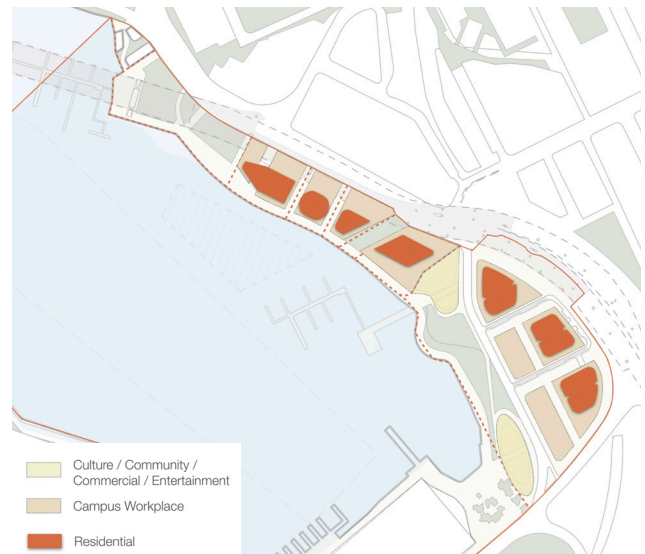 Culture / Community /
Commercial / Entertainment
Campus Workplace
Residential